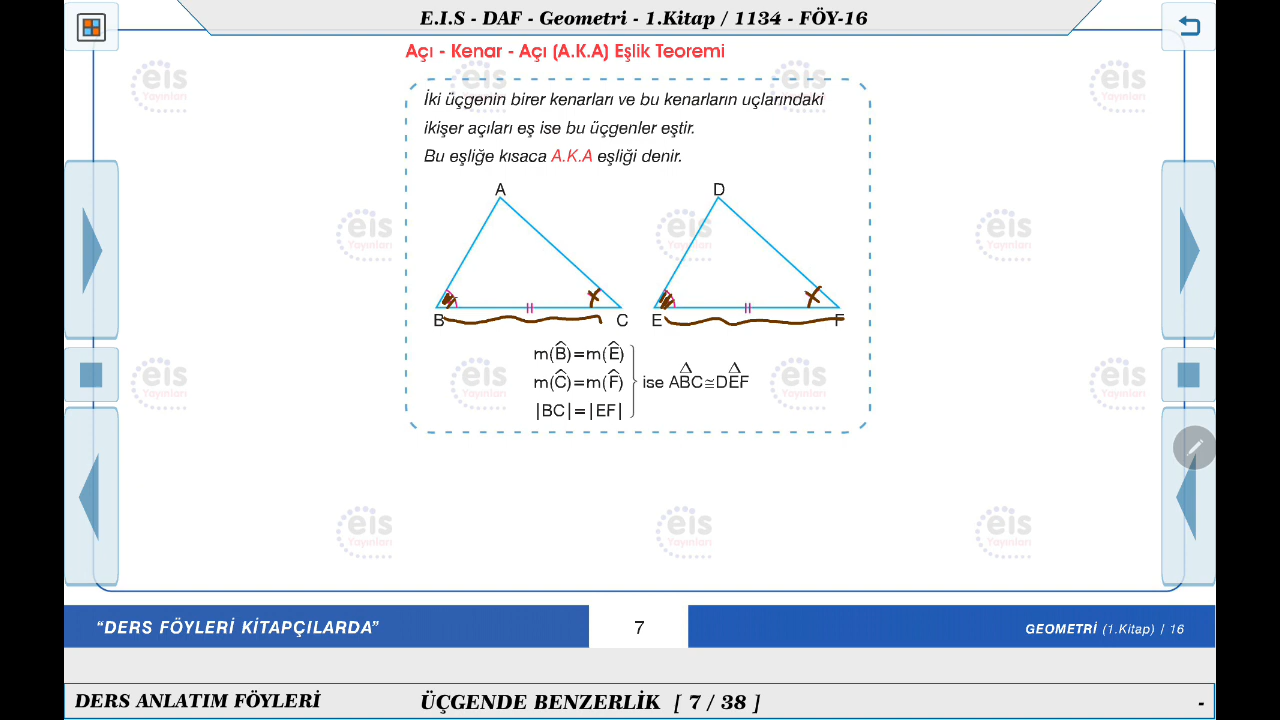 E.I.S - DAF - Geometri - 1.Kitap / 1134 - FÖY-16
Açı - Kenar - Açı (A.K.A) Eşlik Teoremi
İki üçgenin birer kenarları ve bu kenarların uçlarındaki
ikişer açıları eş ise bu üçgenler eştir.
Bu eşliğe kısaca A.K.A eşliği denir.
A D
B C E F
m(B̂)=m(Ê)
m(Ĉ)=m(F̂) ise ABC≅DEF
|BC|=|EF|
eis Yayınları
"DERS FÖYLERİ KİTAPÇILARDA" 7 GEOMETRİ (1.Kitap) / 16
DERS ANLATIM FÖYLERİ ÜÇGENDE BENZERLİK [ 7 / 38 ] -